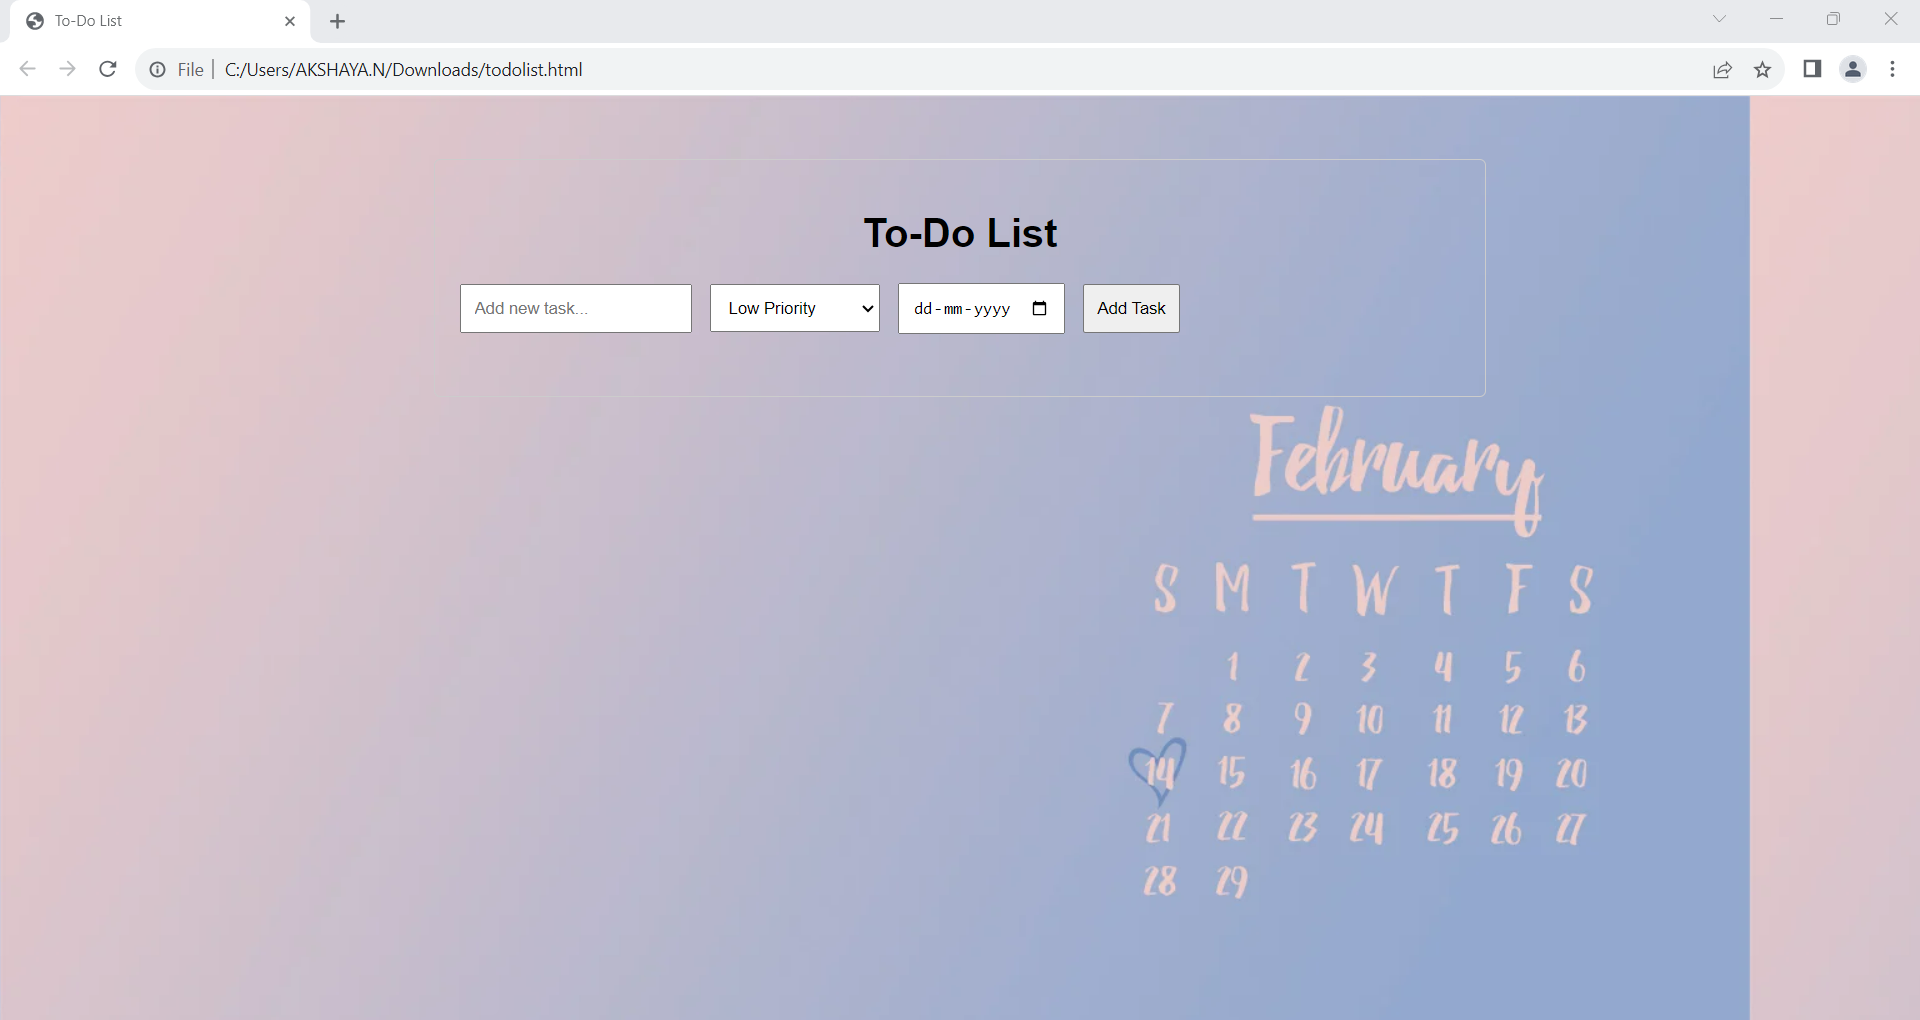 To-Do List
File C:/Users/AKSHAYA.N/Downloads/todolist.html
To-Do List
Add new task... Low Priority dd-mm-yyyy Add Task
February
S M T W T F S
1 2 3 4 5 6
7 8 9 10 11 12 13
14 15 16 17 18 19 20
21 22 23 24 25 26 27
28 29